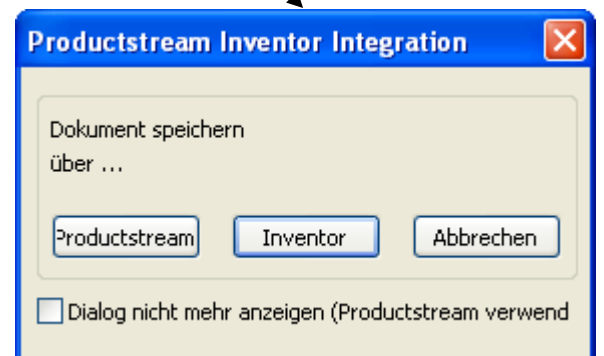 Productstream Inventor Integration
Dokument speichern
über ...
Productstream
Inventor
Abbrechen
Dialog nicht mehr anzeigen (Productstream verwend